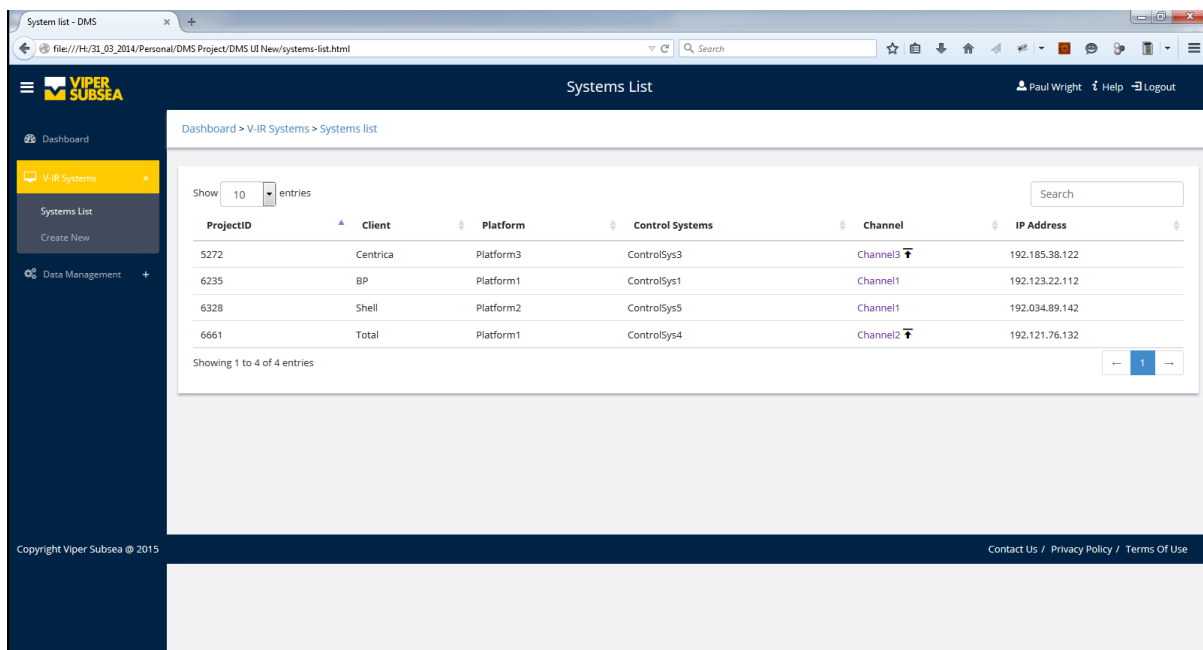 System list - DMS
file:///H:/31_03_2014/Personal/DMS Project/DMS UI New/systems-list.html
Search
VIPER
SUBSEA
Systems List
Paul Wright Help Logout
Dashboard
V-IR Systems
Systems List
Create New
Data Management +
Dashboard > V-IR Systems > Systems list
Show 10 entries
Search
ProjectID Client Platform Control Systems Channel IP Address
5272 Centrica Platform3 ControlSys3 Channel3 192.185.38.122
6235 BP Platform1 ControlSys1 Channel1 192.123.22.112
6328 Shell Platform2 ControlSys5 Channel1 192.034.89.142
6661 Total Platform1 ControlSys4 Channel2 192.121.76.132
Showing 1 to 4 of 4 entries
← 1 →
Copyright Viper Subsea @ 2015
Contact Us / Privacy Policy / Terms Of Use